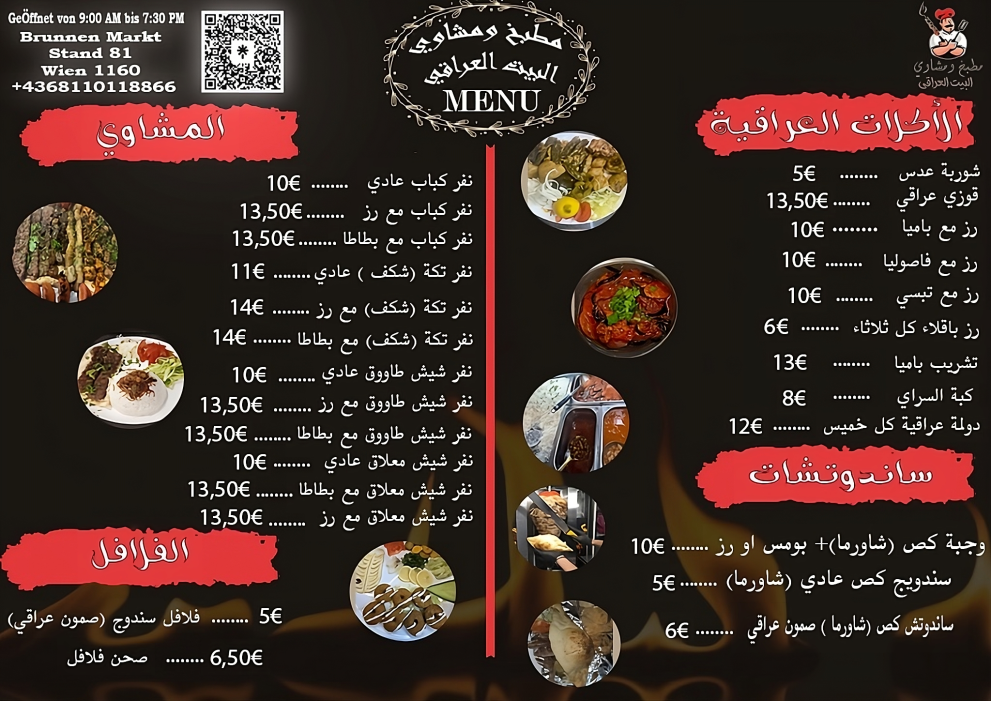 GeÖffnet von 9:00 AM bis 7:30 PM
Brunnen Markt
Stand 81
Wien 1160
+4368110118866
مطبخ ومشاوي
البيت العراقي
MENU
مطبخ ومشاوي
البيت العراقي
المشاوي
نفر كباب عادي ........ 10€
نفر كباب مع رز ........ 13,50€
نفر كباب مع بطاطا ........ 13,50€
نفر تكة (شكف ) عادي ........ 11€
نفر تكة (شكف) مع رز ........ 14€
نفر تكة (شكف) مع بطاطا ........ 14€
نفر شيش طاووق عادي ........ 10€
نفر شيش طاووق مع رز ........ 13,50€
نفر شيش طاووق مع بطاطا ........ 13,50€
نفر شيش معلاق عادي ........ 10€
نفر شيش معلاق مع بطاطا ........ 13,50€
نفر شيش معلاق مع رز ........ 13,50€
الفلافل
فلافل سندوج (صمون عراقي) ........ 5€
صحن فلافل ........ 6,50€
الأكلات العراقية
شوربة عدس ........ 5€
قوزي عراقي ........ 13,50€
رز مع باميا ......... 10€
رز مع فاصوليا ........ 10€
رز مع تبسي ........ 10€
رز باقلاء كل ثلاثاء ........ 6€
تشريب باميا ........ 13€
كبة السراي ........ 8€
دولمة عراقية كل خميس ........ 12€
ساندوتشات
وجبة كص (شاورما)+ بومس او رز ........ 10€
سندويج كص عادي (شاورما) ........ 5€
ساندوتش كص (شاورما ) صمون عراقي ........ 6€